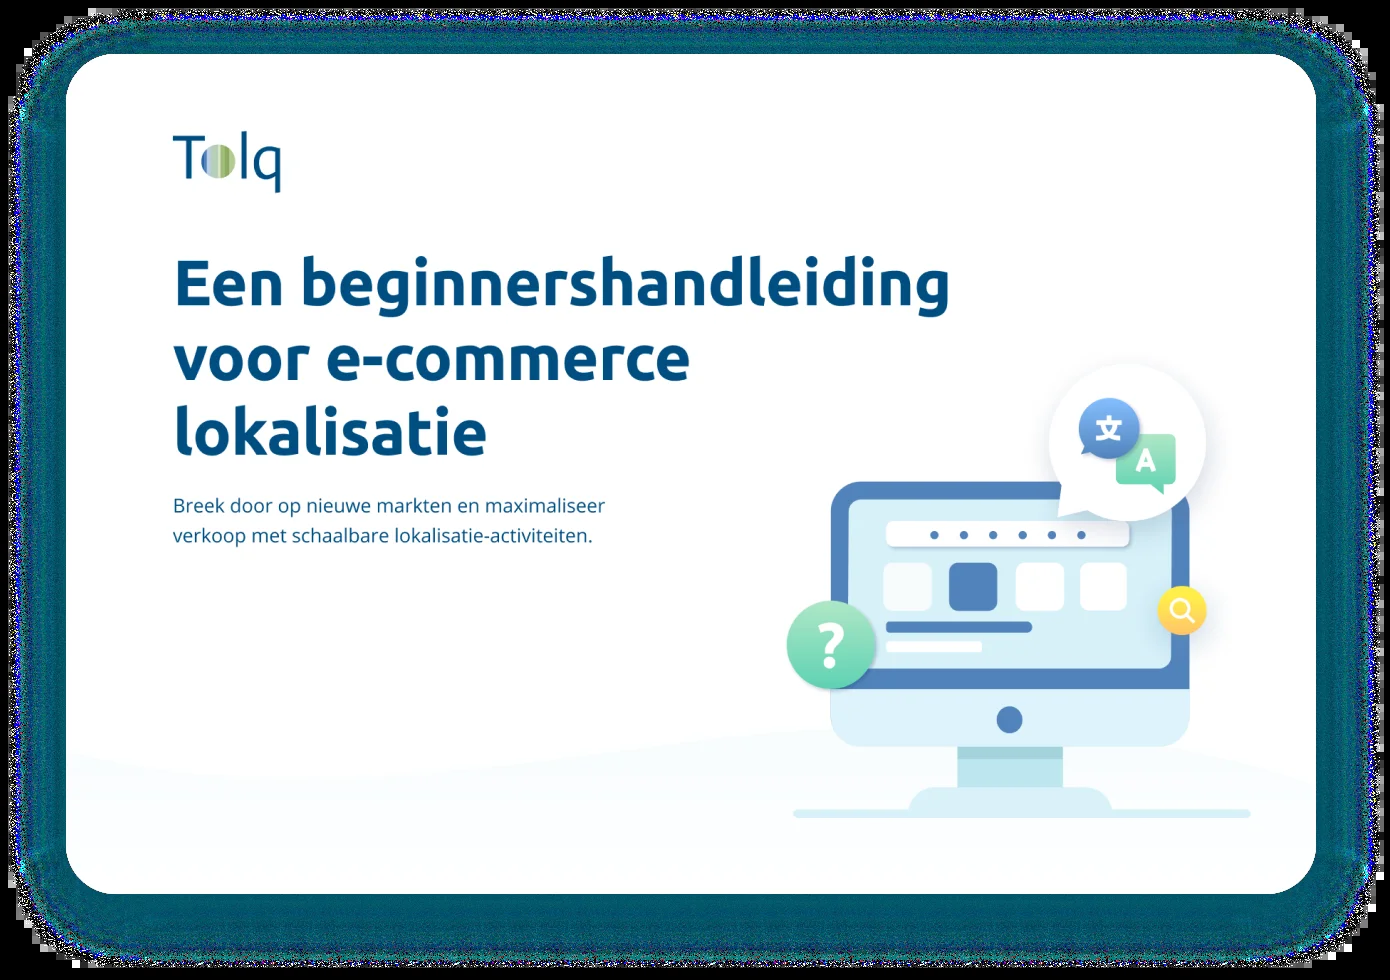 Tolq
Een beginnershandleiding
voor e-commerce
lokalisatie
Breek door op nieuwe markten en maximaliseer
verkoop met schaalbare lokalisatie-activiteiten.
文
A
?